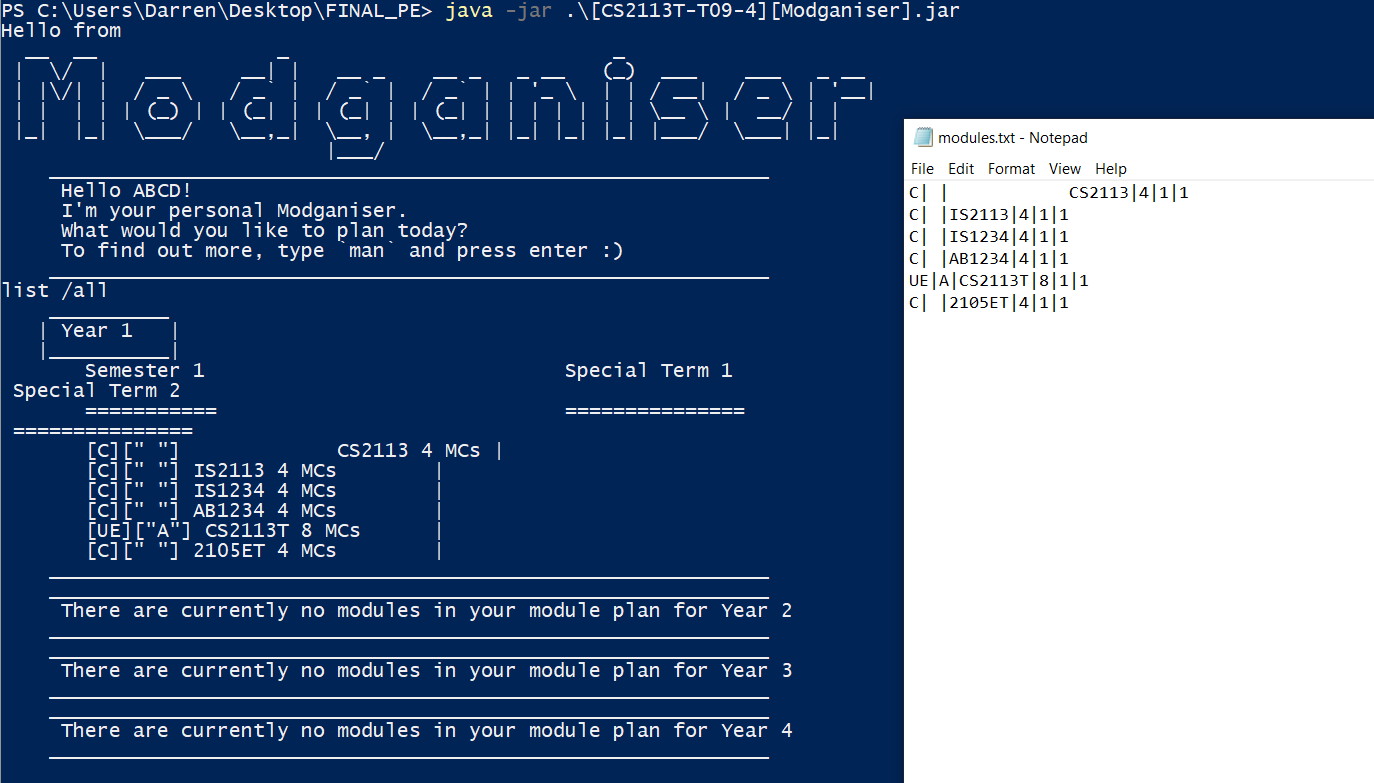 PS C:\Users\Darren\Desktop\FINAL_PE> java -jar .\[CS2113T-T09-4][Modganiser].jar
Hello from
Modganiser
Hello ABCD!
I'm your personal Modganiser.
What would you like to plan today?
To find out more, type `man` and press enter :)
list /all
| Year 1 |
Semester 1 Special Term 1
Special Term 2
=========== ===============
===============
[C][" "] CS2113 4 MCs |
[C][" "] IS2113 4 MCs |
[C][" "] IS1234 4 MCs |
[C][" "] AB1234 4 MCs |
[UE]["A"] CS2113T 8 MCs |
[C][" "] 2105ET 4 MCs |
There are currently no modules in your module plan for Year 2
There are currently no modules in your module plan for Year 3
There are currently no modules in your module plan for Year 4
modules.txt - Notepad
File Edit Format View Help
C| | CS2113|4|1|1
C| |IS2113|4|1|1
C| |IS1234|4|1|1
C| |AB1234|4|1|1
UE|A|CS2113T|8|1|1
C| |2105ET|4|1|1